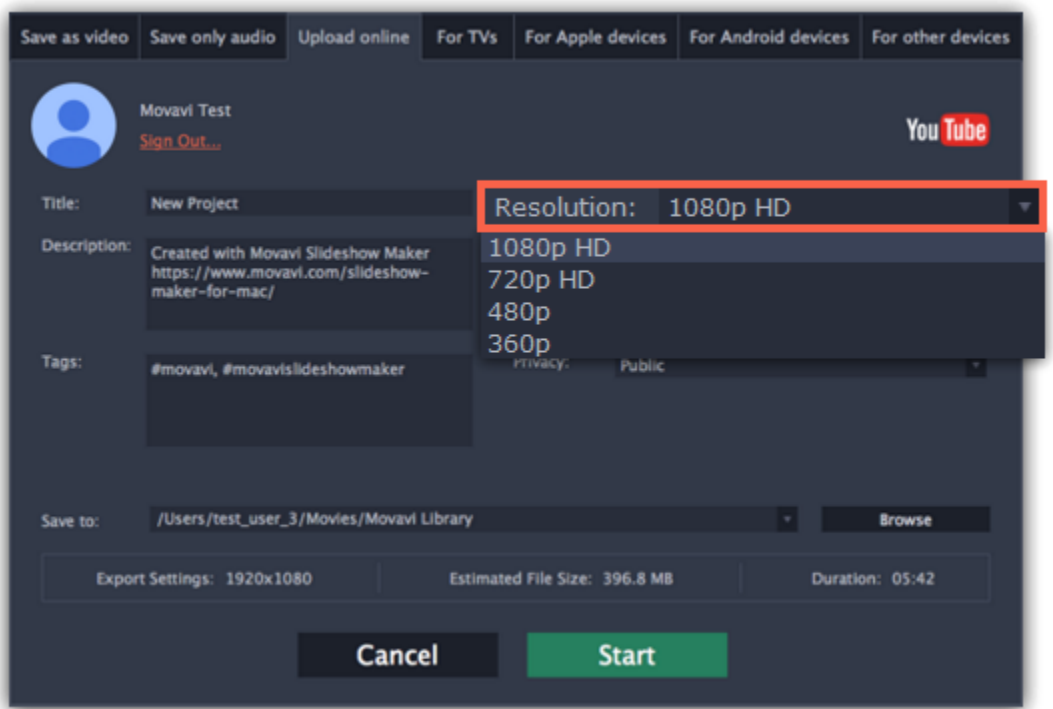 Save as video Save only audio Upload online For TVs For Apple devices For Android devices For other devices
Movavi Test
Sign Out...
YouTube
Title: New Project
Resolution: 1080p HD
1080p HD
720p HD
480p
360p
Description: Created with Movavi Slideshow Maker
https://www.movavi.com/slideshow-
maker-for-mac/
Tags: #movavi, #movavislideshowmaker
Privacy: Public
Save to: /Users/test_user_3/Movies/Movavi Library Browse
Export Settings: 1920x1080 Estimated File Size: 396.8 MB Duration: 05:42
Cancel Start